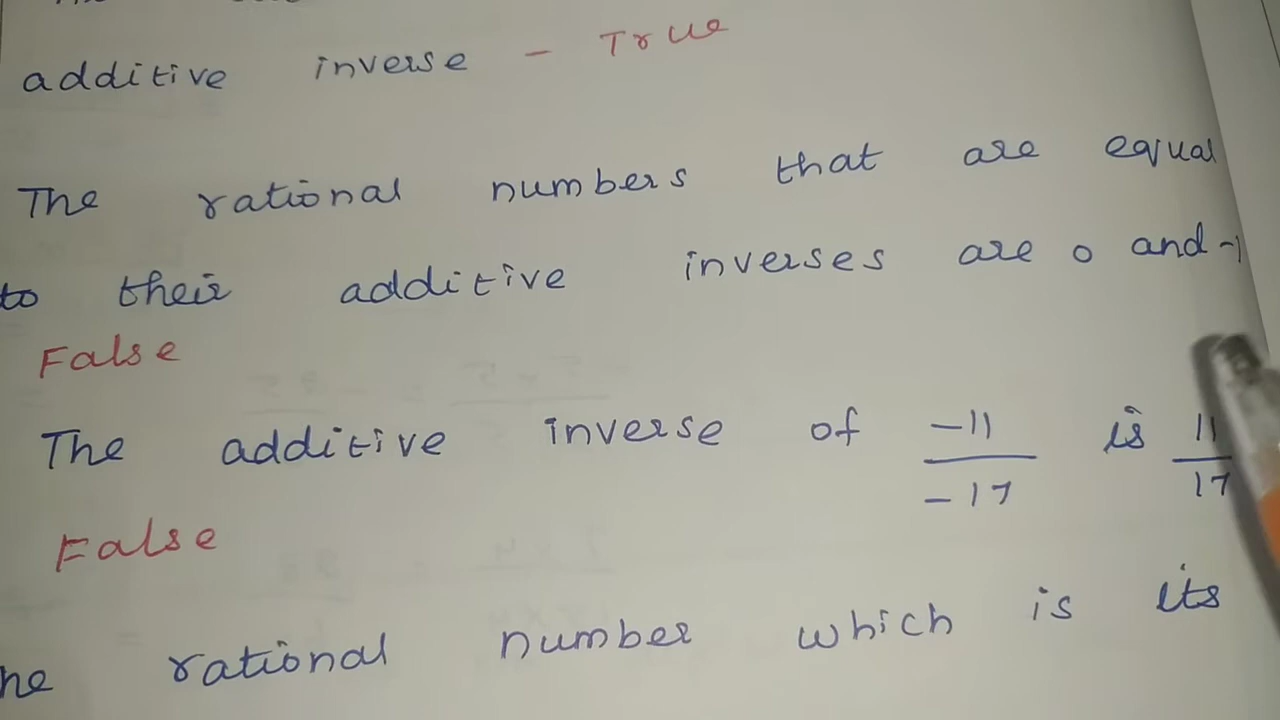 additive inverse - True
The rational numbers that are equal
to their additive inverses are 0 and -1
False
The additive inverse of -11/-17 is 11/17
False
rational number which is its